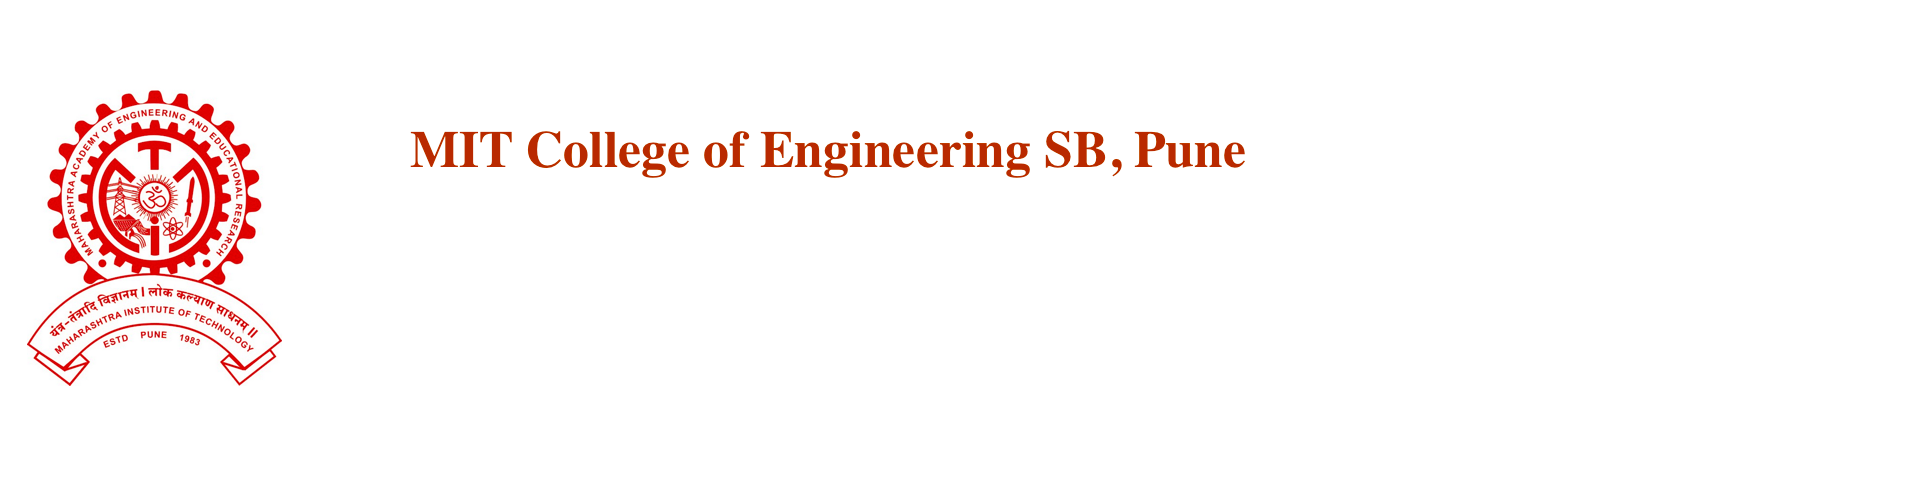 MIT College of Engineering SB, Pune
MAHARASHTRA ACADEMY OF ENGINEERING AND EDUCATIONAL RESEARCH
T
M
ॐ
i
यंत्र-तंत्रादि विज्ञानम् । लोक कल्याण साधनम् ॥
MAHARASHTRA INSTITUTE OF TECHNOLOGY
ESTD PUNE 1983